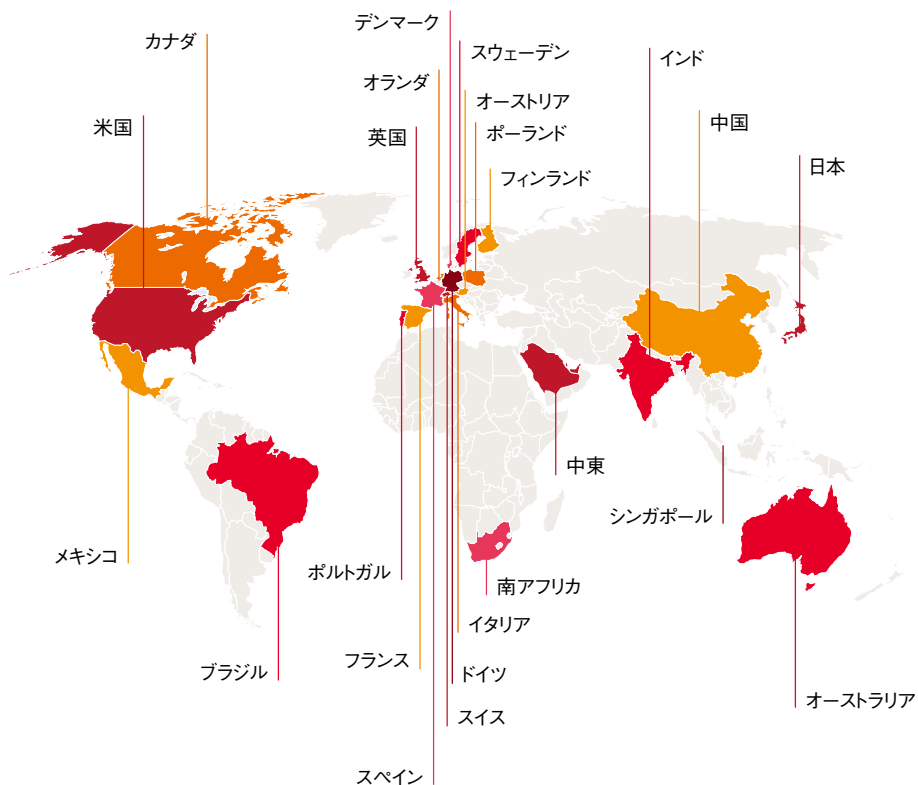 デンマーク
カナダ
スウェーデン
インド
オランダ
オーストリア
中国
米国
英国
ポーランド
日本
フィンランド
中東
シンガポール
メキシコ
ポルトガル
南アフリカ
イタリア
フランス
ブラジル
ドイツ
オーストラリア
スイス
スペイン